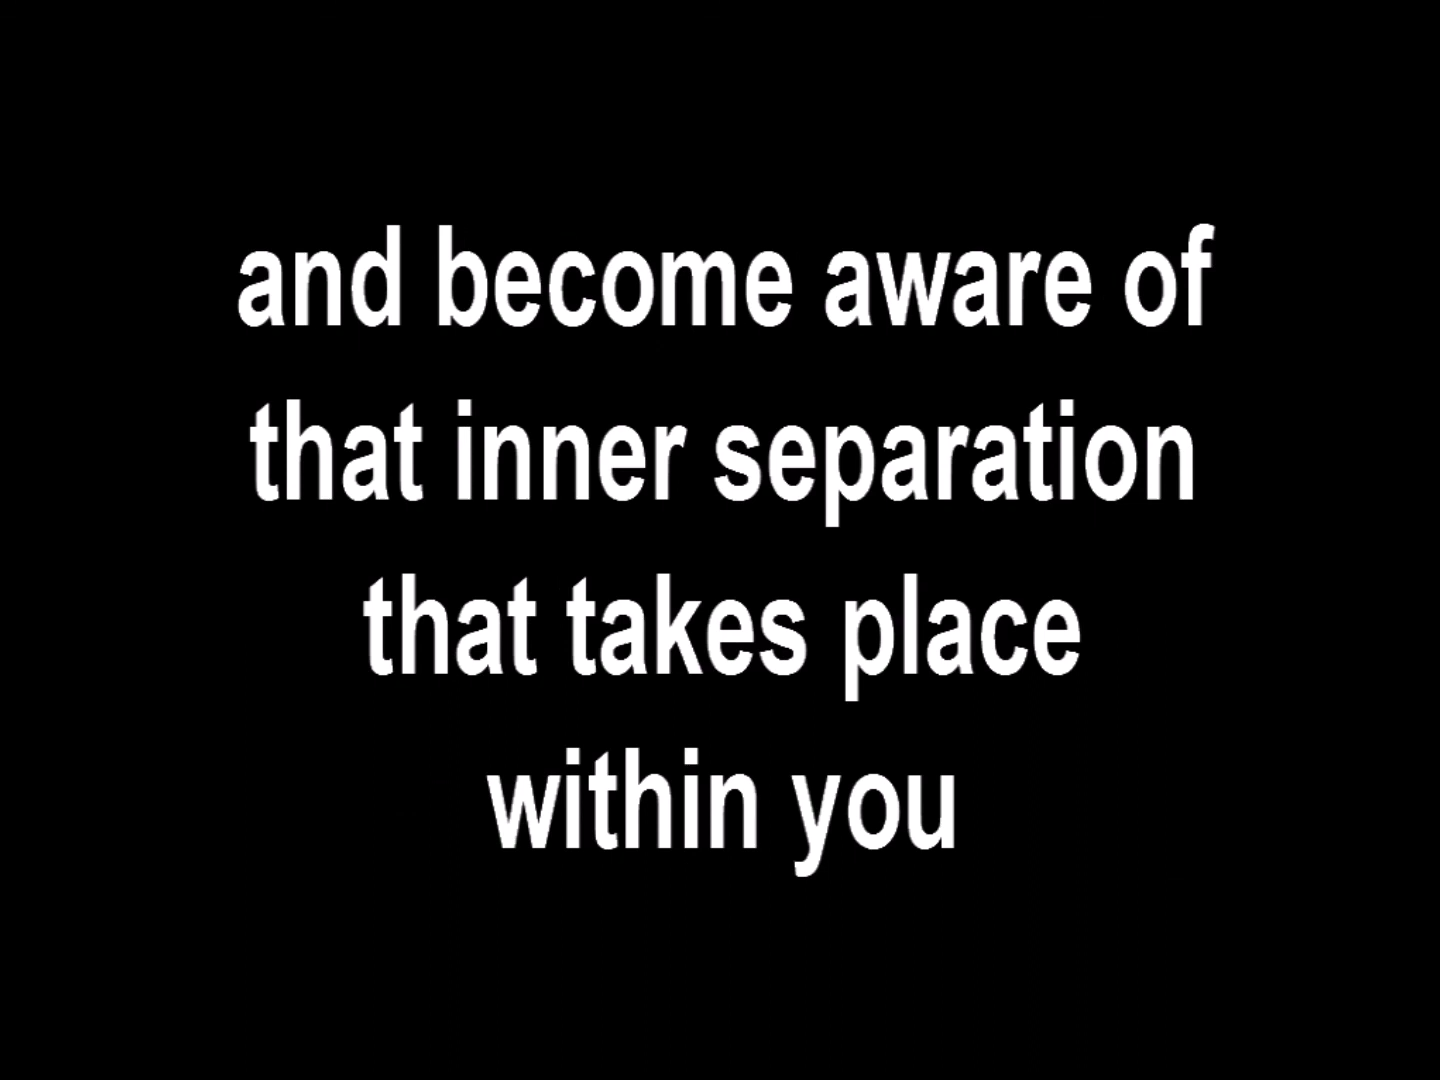 and become aware of
that inner separation
that takes place
within you